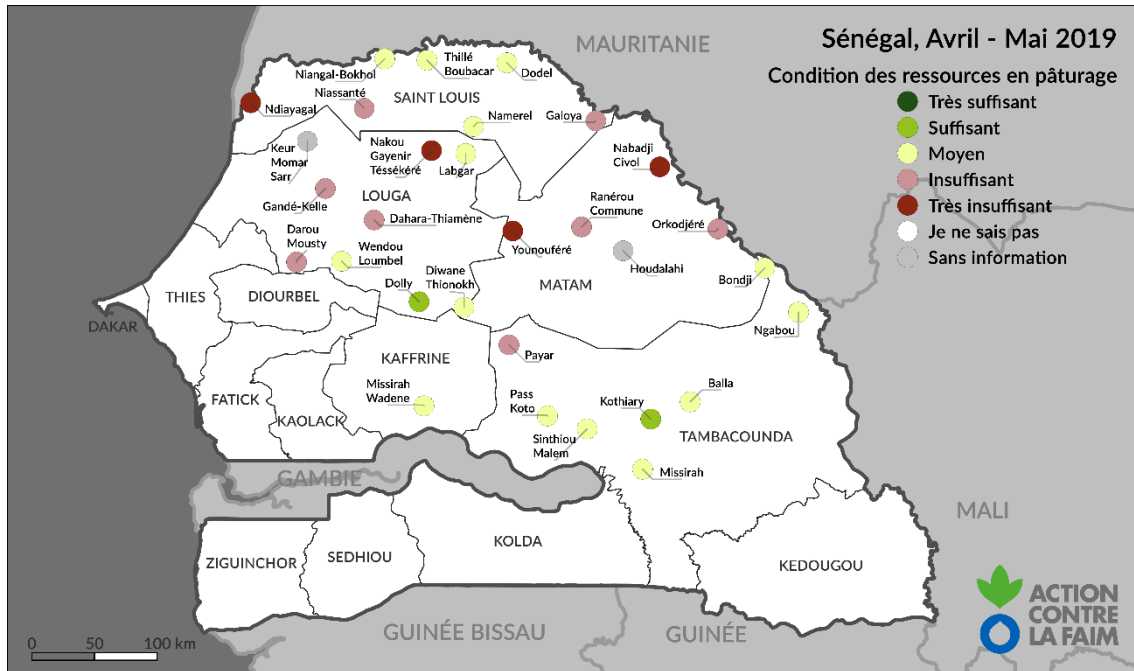 MAURITANIE
Sénégal, Avril - Mai 2019
Condition des ressources en pâturage
Très suffisant
Suffisant
Moyen
Insuffisant
Très insuffisant
Je ne sais pas
Sans information
Niangal-Bokhol
Thillé
Boubacar
Dodel
Niassanté
SAINT LOUIS
Ndiayagal
Namerel
Galoya
Keur
Momar
Sarr
Nakou
Gayenir
Téssékéré
Labgar
Nabadji
Civol
Gandé-Kelle
LOUGA
Dahara-Thiamène
Ranérou
Commune
Orkodjéré
Darou
Mousty
Wendou
Loumbel
Younouféré
Houdalahi
Bondji
Dolly
Diwane
Thionokh
MATAM
THIES
DIOURBEL
DAKAR
Ngabou
KAFFRINE
Payar
Missirah
Wadene
Pass
Koto
Kothiary
Balla
FATICK
KAOLACK
Sinthiou
Malem
TAMBACOUNDA
Missirah
GAMBIE
MALI
ZIGUINCHOR
SEDHIOU
KOLDA
KEDOUGOU
GUINÉE BISSAU
GUINÉE
0 50 100 km
ACTION
CONTRE
LA FAIM